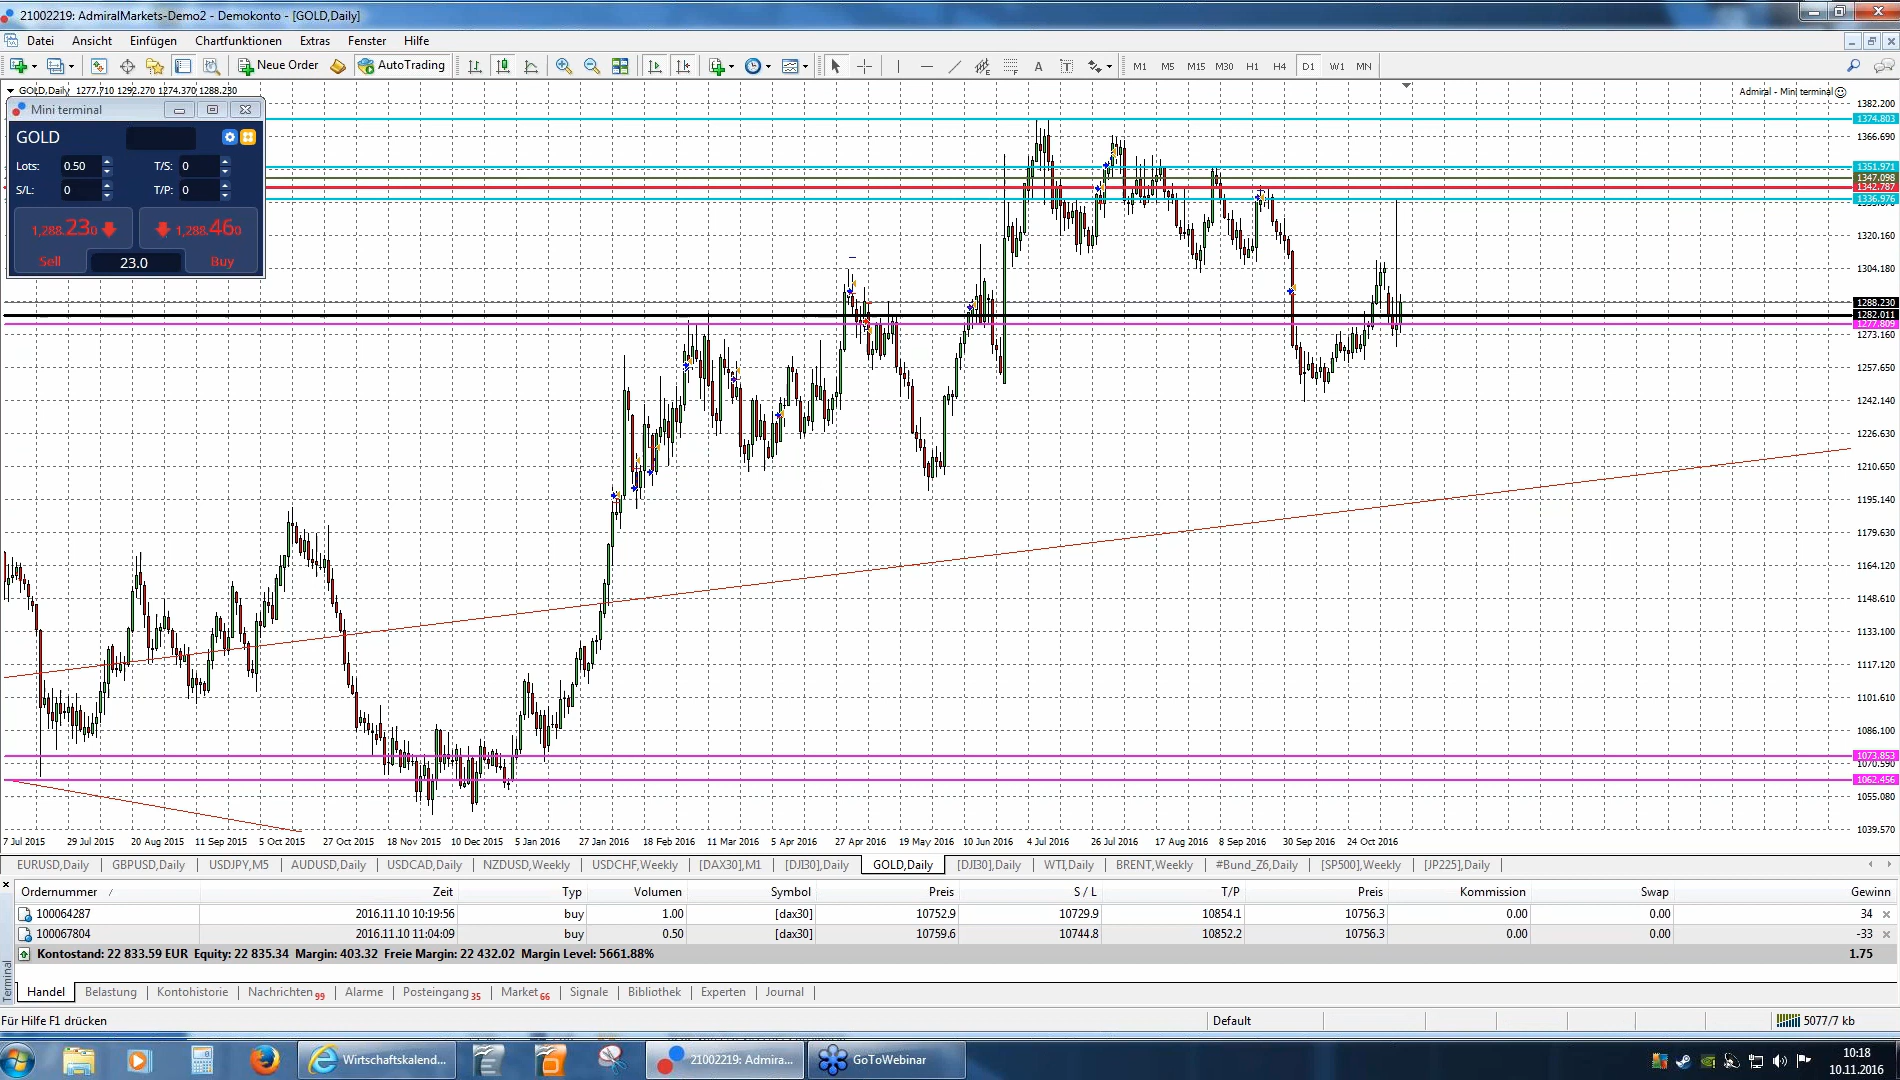 21002219: AdmiralMarkets-Demo2 - Demokonto - [GOLD,Daily]
Datei Ansicht Einfügen Chartfunktionen Extras Fenster Hilfe
Neue Order AutoTrading A T M1 M5 M15 M30 H1 H4 D1 W1 MN
GOLD,Daily 1277.710 1292.270 1274.370 1288.230
Admiral - Mini terminal
Mini terminal
GOLD
Lots: 0.50 T/S: 0
S/L: 0 T/P: 0
1,288.230 1,288.460
Sell 23.0 Buy
1382.200
1374.803
1366.690
1351.971
1347.098
1342.787
1336.976
1320.160
1304.180
1288.230
1282.011
1277.809
1273.160
1257.650
1242.140
1226.630
1210.650
1195.140
1179.630
1164.120
1148.610
1133.100
1117.120
1101.610
1086.100
1073.853
1070.590
1062.456
1055.080
1039.570
7 Jul 2015 29 Jul 2015 20 Aug 2015 11 Sep 2015 5 Oct 2015 27 Oct 2015 18 Nov 2015 10 Dec 2015 5 Jan 2016 27 Jan 2016 18 Feb 2016 11 Mar 2016 5 Apr 2016 27 Apr 2016 19 May 2016 10 Jun 2016 4 Jul 2016 26 Jul 2016 17 Aug 2016 8 Sep 2016 30 Sep 2016 24 Oct 2016
EURUSD,Daily GBPUSD,Daily USDJPY,M5 AUDUSD,Daily USDCAD,Daily NZDUSD,Weekly USDCHF,Weekly [DAX30],M1 [DJI30],Daily GOLD,Daily [DJI30],Daily WTI,Daily BRENT,Weekly #Bund_Z6,Daily [SP500],Weekly [JP225],Daily
Ordernummer Zeit Typ Volumen Symbol Preis S / L T/P Preis Kommission Swap Gewinn
100064287 2016.11.10 10:19:56 buy 1.00 [dax30] 10752.9 10729.9 10854.1 10756.3 0.00 0.00 34
100067804 2016.11.10 11:04:09 buy 0.50 [dax30] 10759.6 10744.8 10852.2 10756.3 0.00 0.00 -33
Kontostand: 22 833.59 EUR Equity: 22 835.34 Margin: 403.32 Freie Margin: 22 432.02 Margin Level: 5661.88% 1.75
Terminal
Handel Belastung Kontohistorie Nachrichten 99 Alarme Posteingang 35 Market 66 Signale Bibliothek Experten Journal
Für Hilfe F1 drücken Default 5077/7 kb
Wirtschaftskalend... 21002219: Admira... GoToWebinar
10:18
10.11.2016